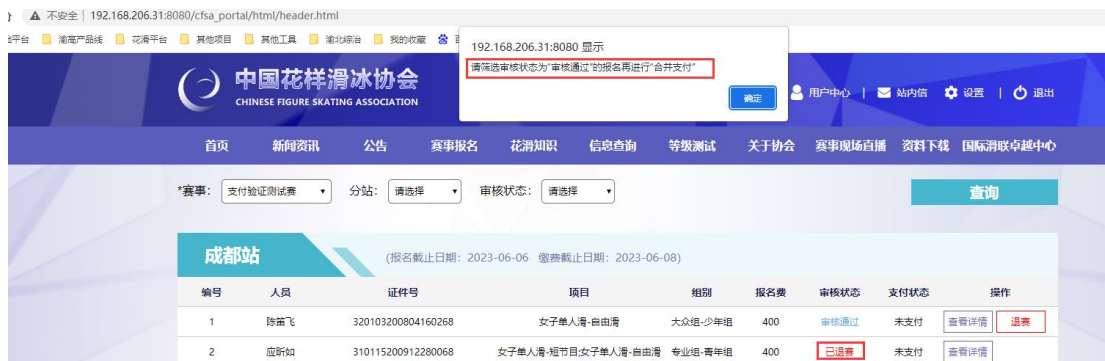 不安全 | 192.168.206.31:8080/cfsa_portal/html/header.html
平台 渝高产品线 花滑平台 其他项目 其他工具 渝北综治 我的收藏
192.168.206.31:8080 显示
请筛选审核状态为"审核通过"的报名再进行"合并支付"
确定
中国花样滑冰协会
CHINESE FIGURE SKATING ASSOCIATION
用户中心 | 站内信 设置 | 退出
首页 新闻资讯 公告 赛事报名 花滑知识 信息查询 等级测试 关于协会 赛事现场直播 资料下载 国际滑联卓越中心
*赛事: 支付验证测试赛 分站: 请选择 审核状态: 请选择 查询
成都站 (报名截止日期: 2023-06-06 缴费截止日期: 2023-06-08)
编号 人员 证件号 项目 组别 报名费 审核状态 支付状态 操作
1 陈笛飞 320103200804160268 女子单人滑-自由滑 大众组-少年组 400 审核通过 未支付 查看详情 退赛
2 应昕如 310115200912280068 女子单人滑-短节目;女子单人滑-自由滑 专业组-青年组 400 已退赛 未支付 查看详情